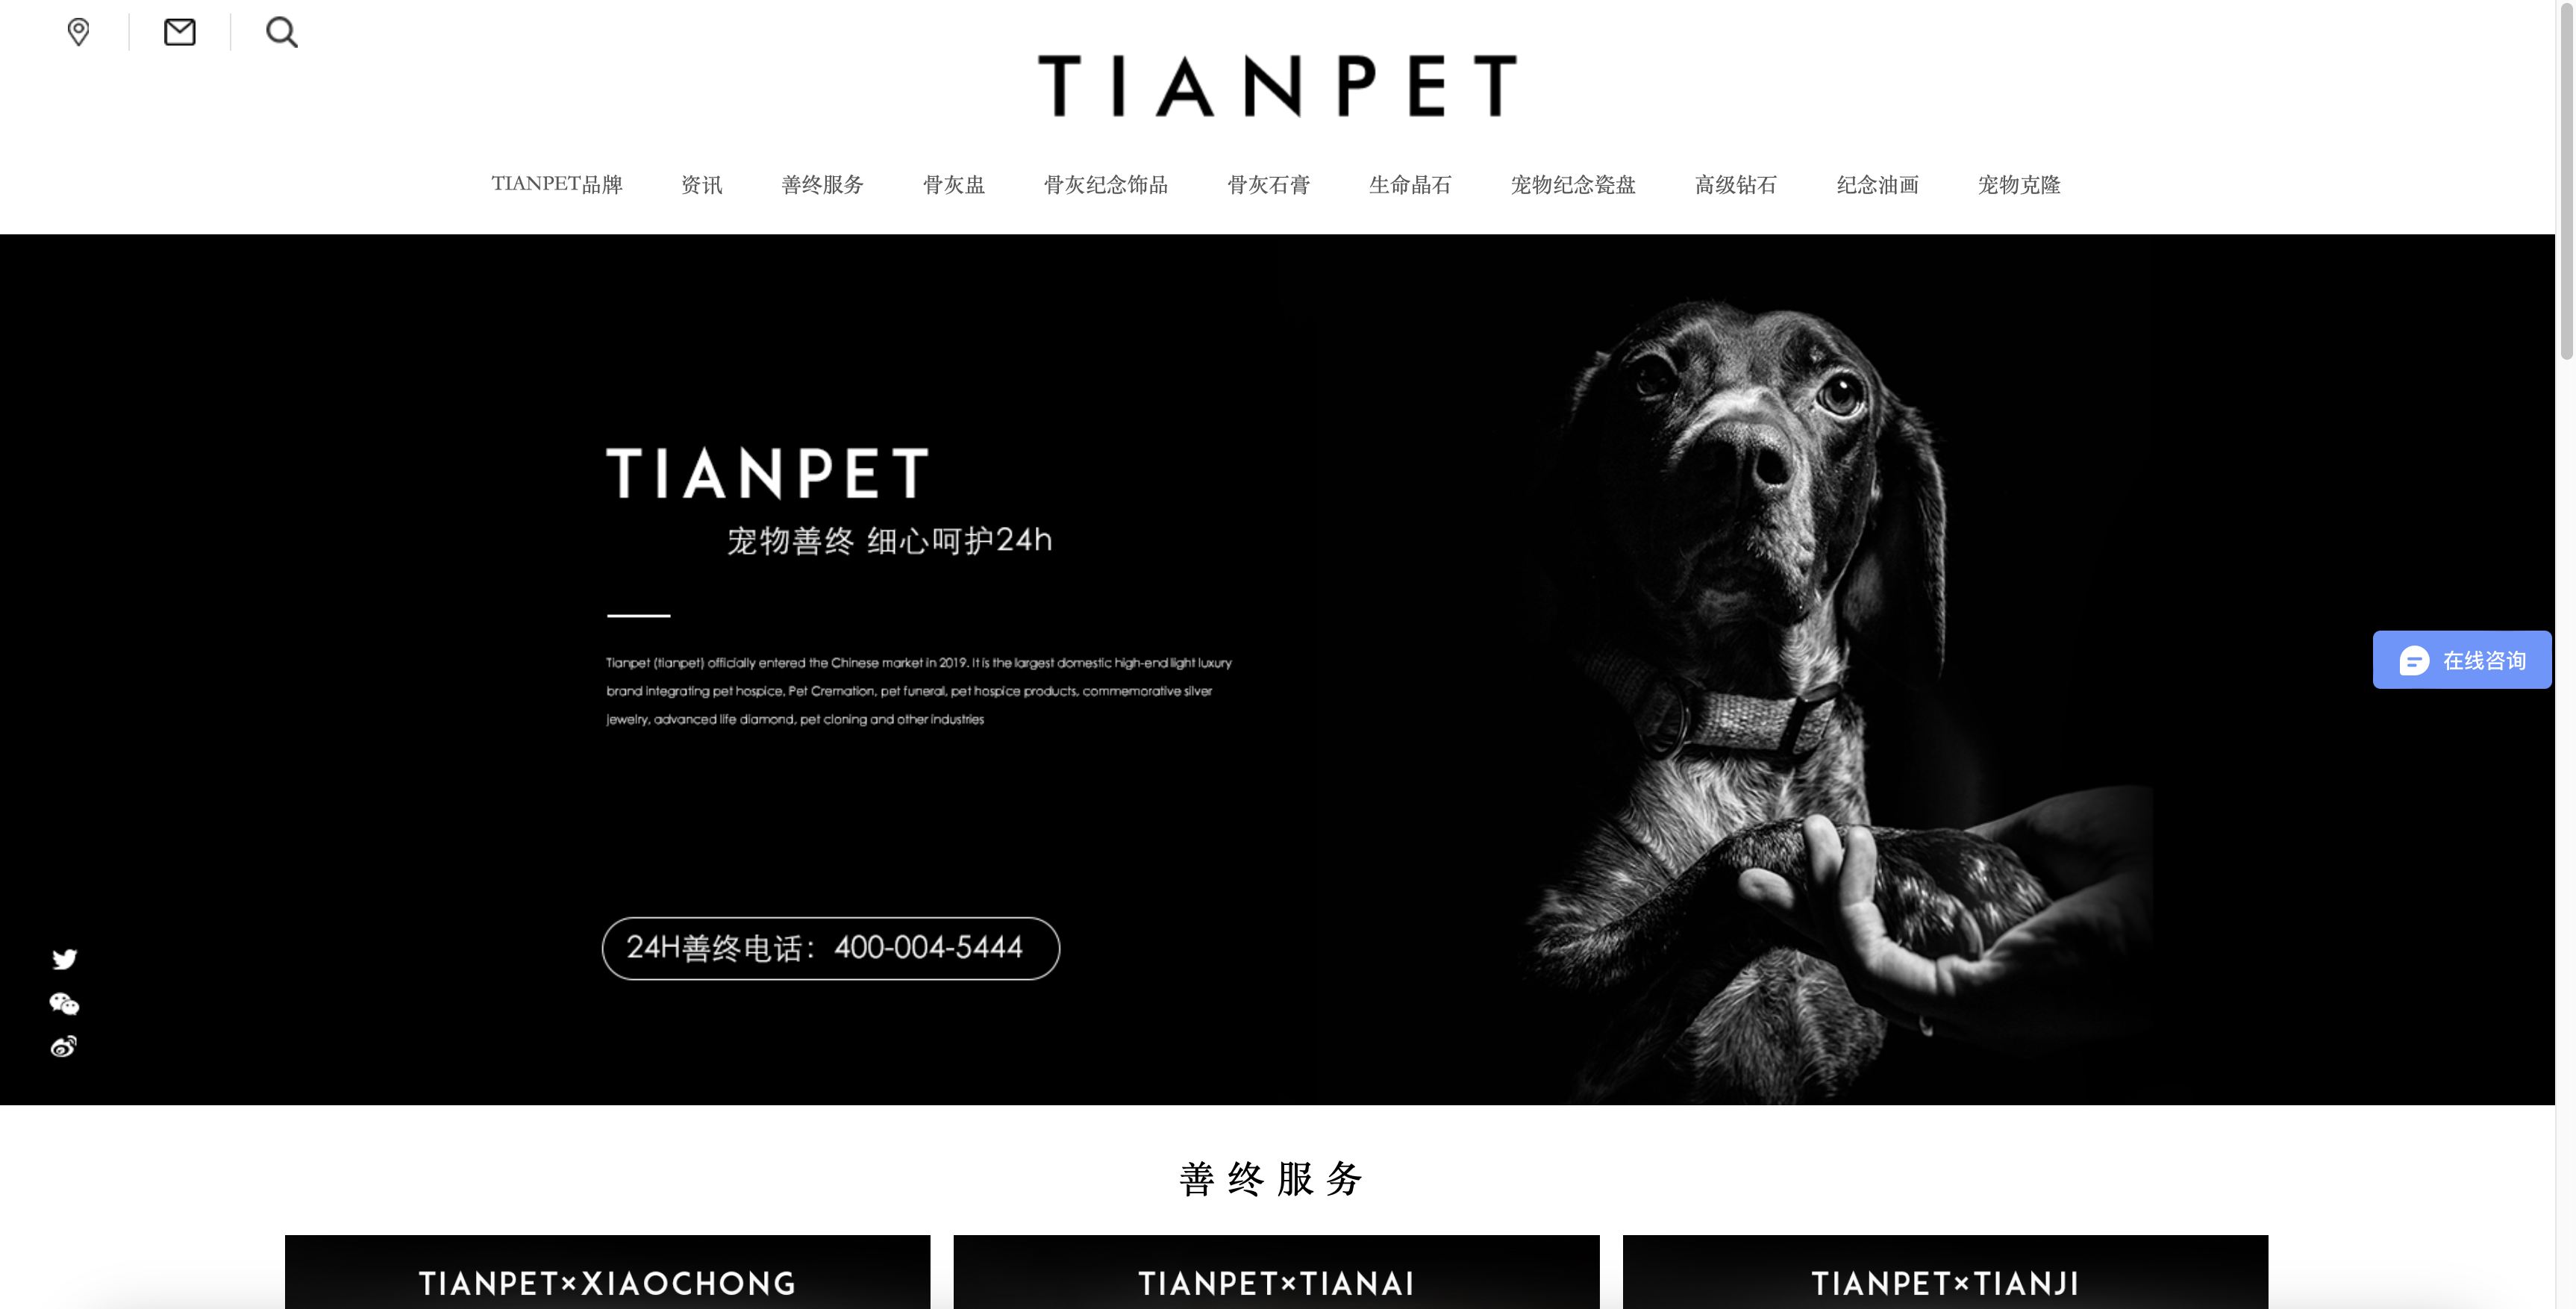 TIANPET
TIANPET品牌 资讯 善终服务 骨灰盅 骨灰纪念饰品 骨灰石膏 生命晶石 宠物纪念瓷盘 高级钻石 纪念油画 宠物克隆
TIANPET
宠物善终 细心呵护24h
Tianpet (tianpet) officially entered the Chinese market in 2019. It is the largest domestic high-end light luxury
brand integrating pet hospice, Pet Cremation, pet funeral, pet hospice products, commemorative silver
jewelry, advanced life diamond, pet cloning and other industries
在线咨询
24H善终电话：400-004-5444
善终服务
TIANPET×XIAOCHONG
TIANPET×TIANAI
TIANPET×TIANJI